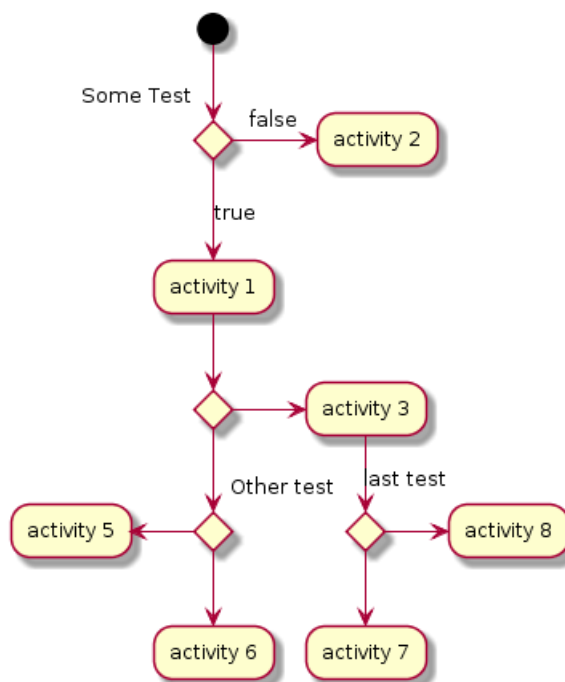 Some Test
false
activity 2
true
activity 1
activity 3
Other test
last test
activity 5
activity 8
activity 6
activity 7